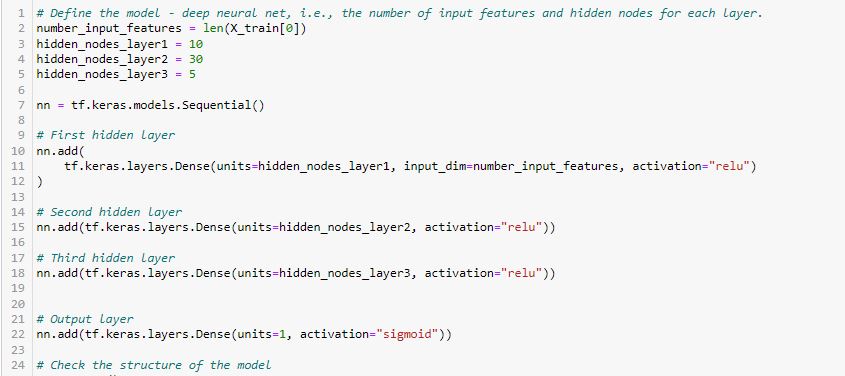 1 # Define the model - deep neural net, i.e., the number of input features and hidden nodes for each layer.
2 number_input_features = len(X_train[0])
3 hidden_nodes_layer1 = 10
4 hidden_nodes_layer2 = 30
5 hidden_nodes_layer3 = 5
6
7 nn = tf.keras.models.Sequential()
8
9 # First hidden layer
10 nn.add(
11     tf.keras.layers.Dense(units=hidden_nodes_layer1, input_dim=number_input_features, activation="relu")
12 )
13
14 # Second hidden layer
15 nn.add(tf.keras.layers.Dense(units=hidden_nodes_layer2, activation="relu"))
16
17 # Third hidden layer
18 nn.add(tf.keras.layers.Dense(units=hidden_nodes_layer3, activation="relu"))
19
20
21 # Output layer
22 nn.add(tf.keras.layers.Dense(units=1, activation="sigmoid"))
23
24 # Check the structure of the model